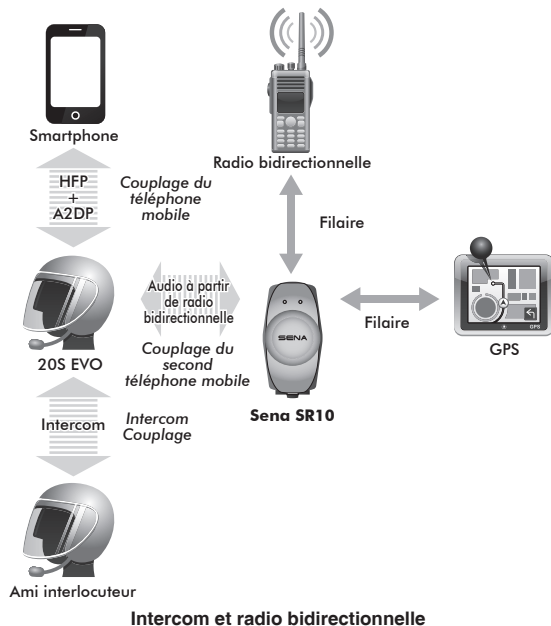 Smartphone
Radio bidirectionnelle
HFP
+
A2DP
Couplage du
téléphone
mobile
Filaire
Audio à partir
de radio
bidirectionnelle
SENA
Filaire
GPS
GPS
20S EVO
Couplage du
second
téléphone mobile
Sena SR10
Intercom
Intercom
Couplage
Ami interlocuteur
Intercom et radio bidirectionnelle